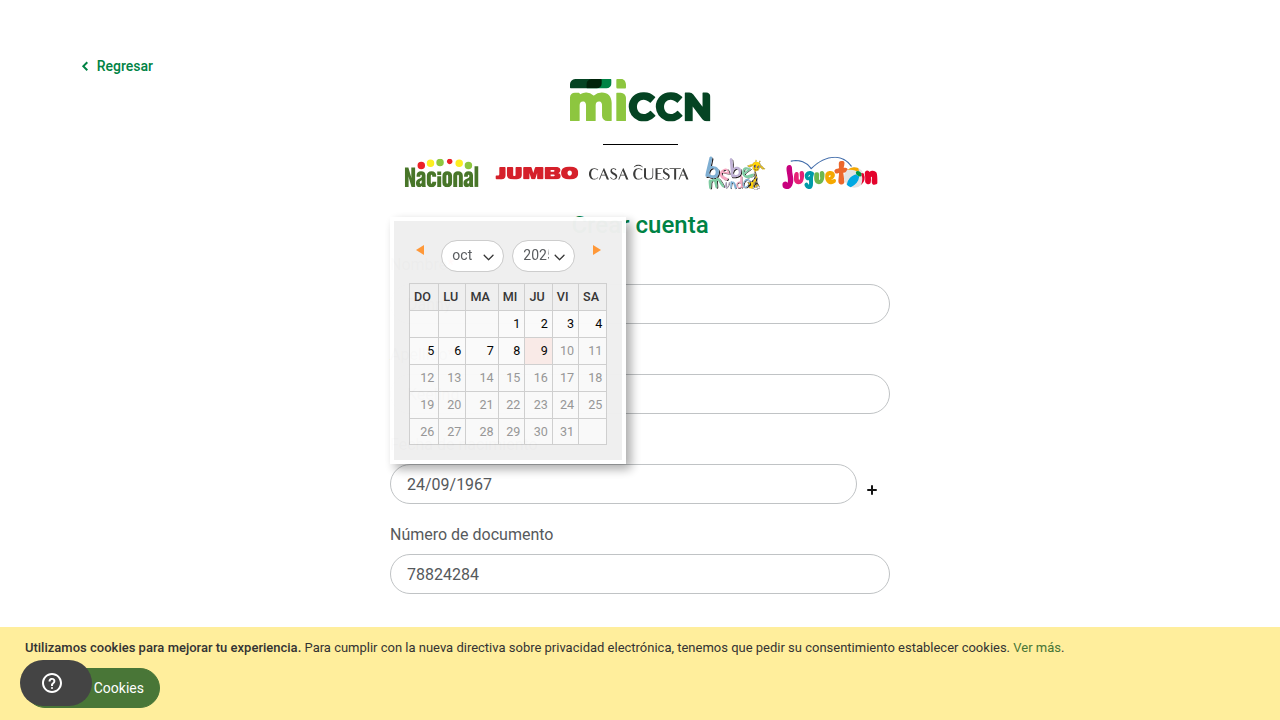 Regresar
miCCN
Nacional JUMBO CASA CUESTA bebemundo Juguetón
cuenta
oct 2025
DO LU MA MI JU VI SA
1 2 3 4
5 6 7 8 9 10 11
12 13 14 15 16 17 18
19 20 21 22 23 24 25
26 27 28 29 30 31
24/09/1967
Número de documento
78824284
Utilizamos cookies para mejorar tu experiencia. Para cumplir con la nueva directiva sobre privacidad electrónica, tenemos que pedir su consentimiento establecer cookies. Ver más.
Cookies